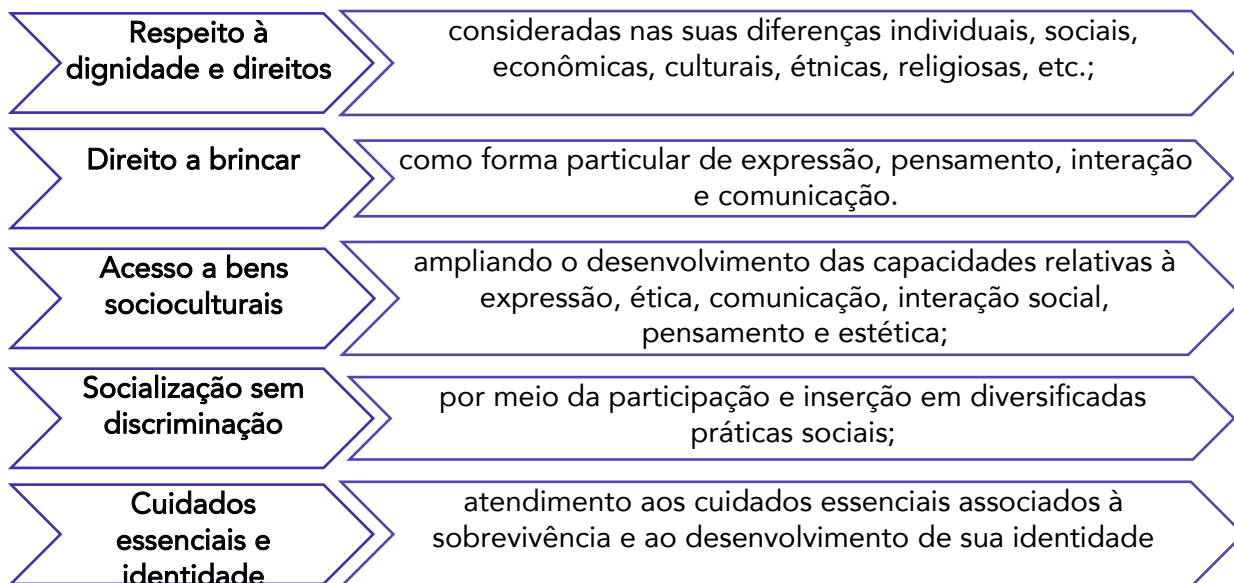 Respeito à
dignidade e direitos
consideradas nas suas diferenças individuais, sociais,
econômicas, culturais, étnicas, religiosas, etc.;
Direito a brincar
como forma particular de expressão, pensamento, interação
e comunicação.
Acesso a bens
socioculturais
ampliando o desenvolvimento das capacidades relativas à
expressão, ética, comunicação, interação social,
pensamento e estética;
Socialização sem
discriminação
por meio da participação e inserção em diversificadas
práticas sociais;
Cuidados
essenciais e
identidade
atendimento aos cuidados essenciais associados à
sobrevivência e ao desenvolvimento de sua identidade